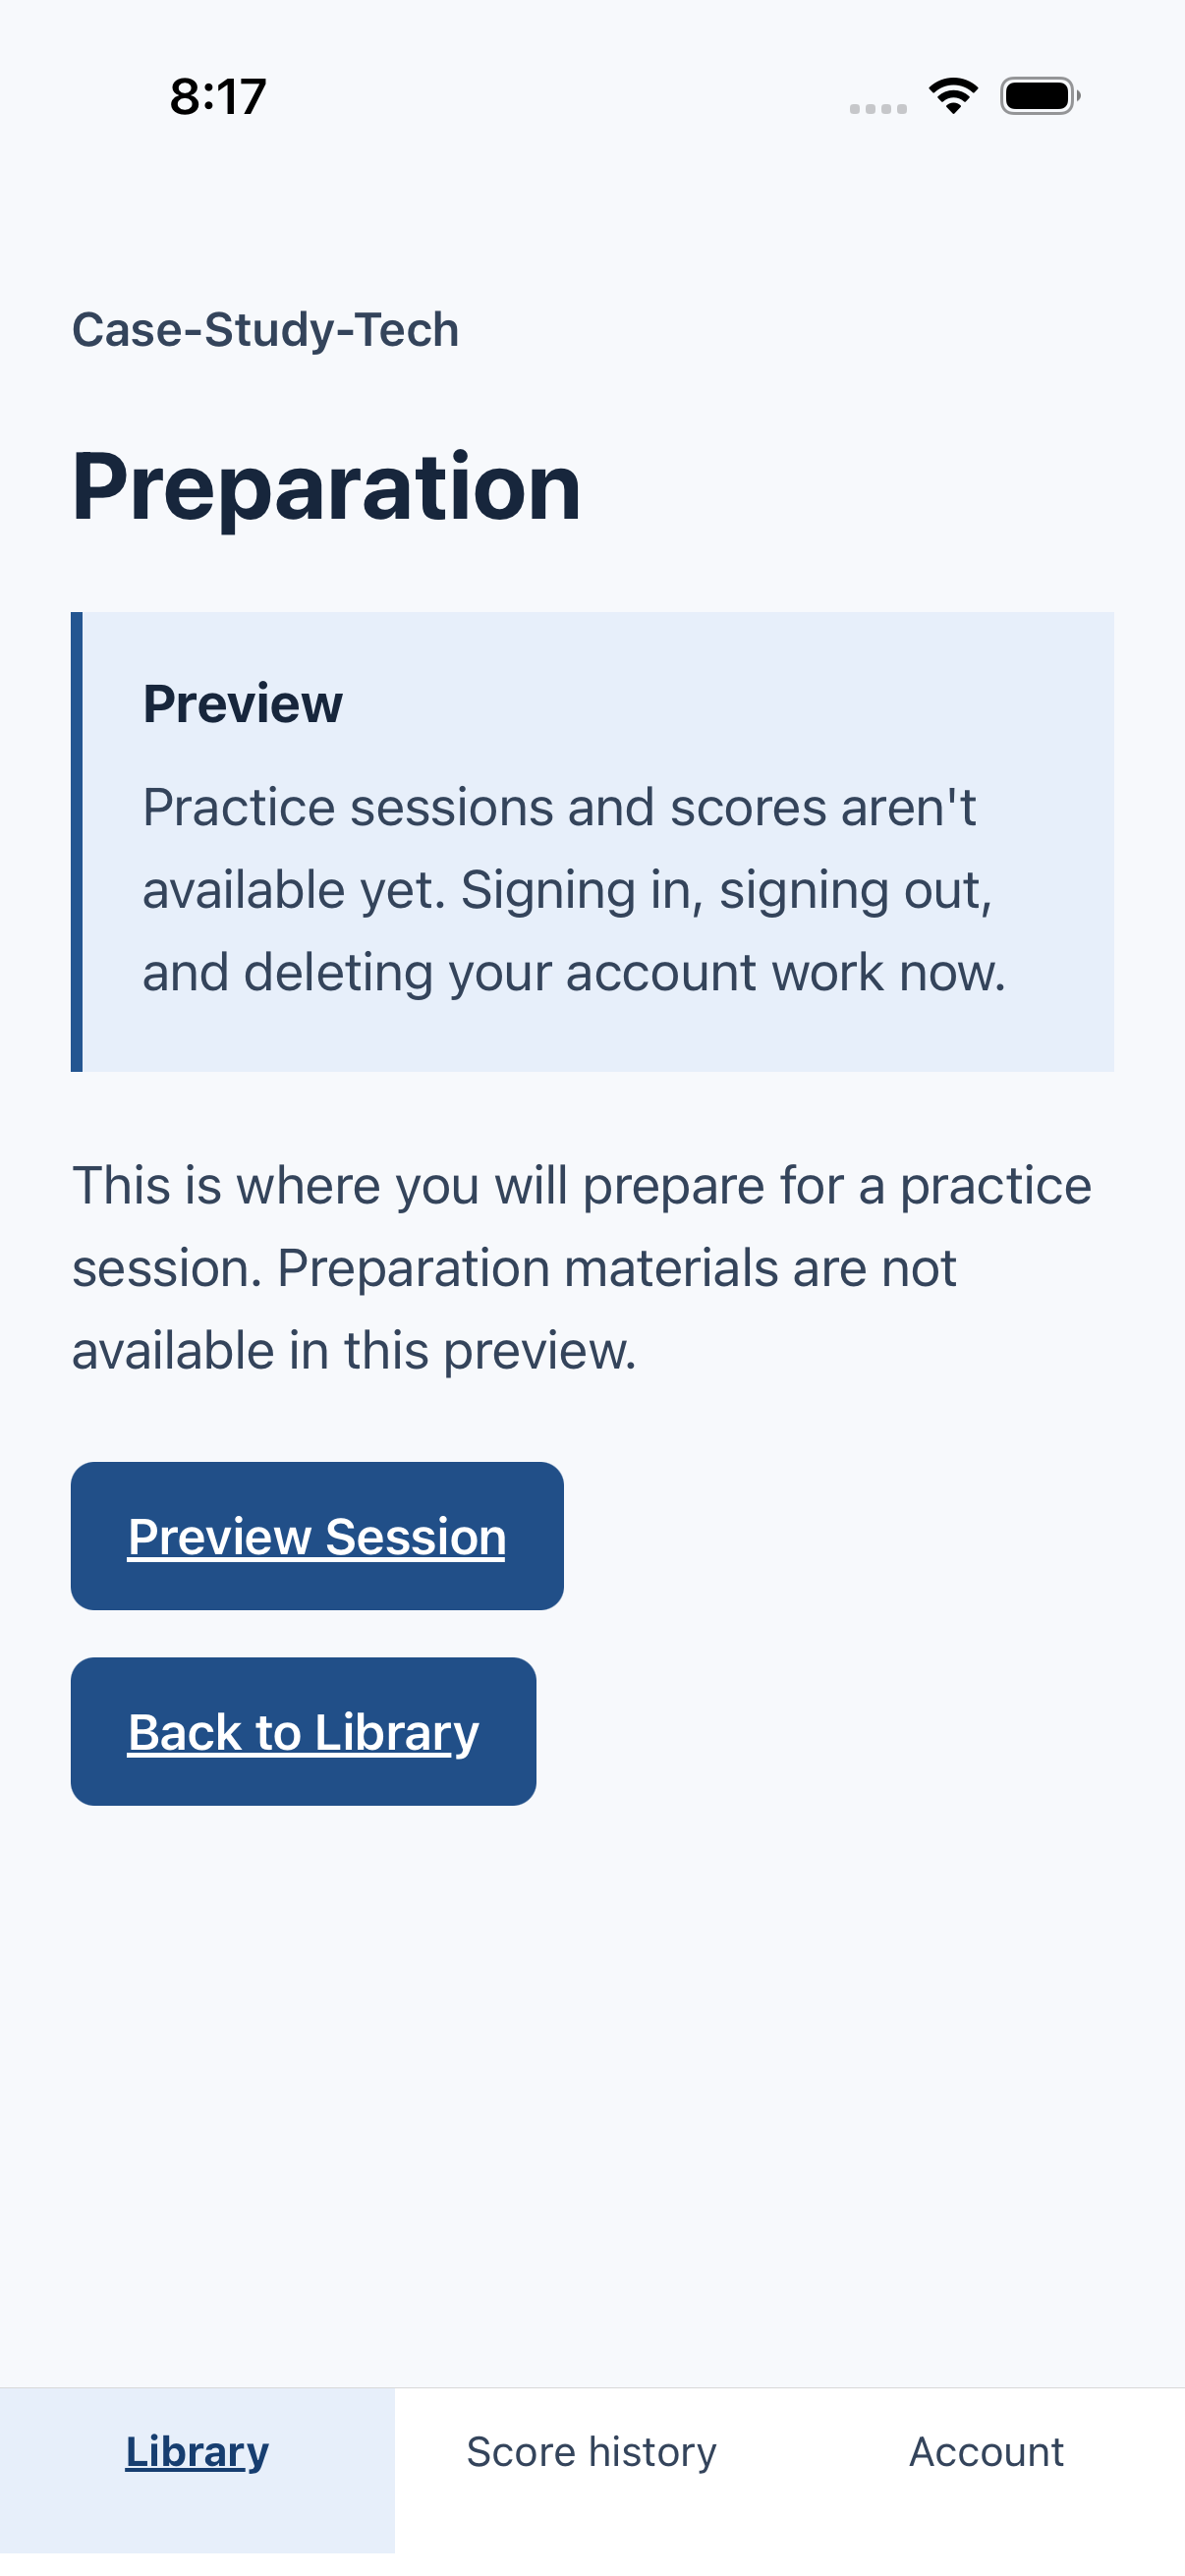 8:17
Case-Study-Tech
Preparation
Preview
Practice sessions and scores aren't
available yet. Signing in, signing out,
and deleting your account work now.
This is where you will prepare for a practice
session. Preparation materials are not
available in this preview.
Preview Session
Back to Library
Library
Score history
Account